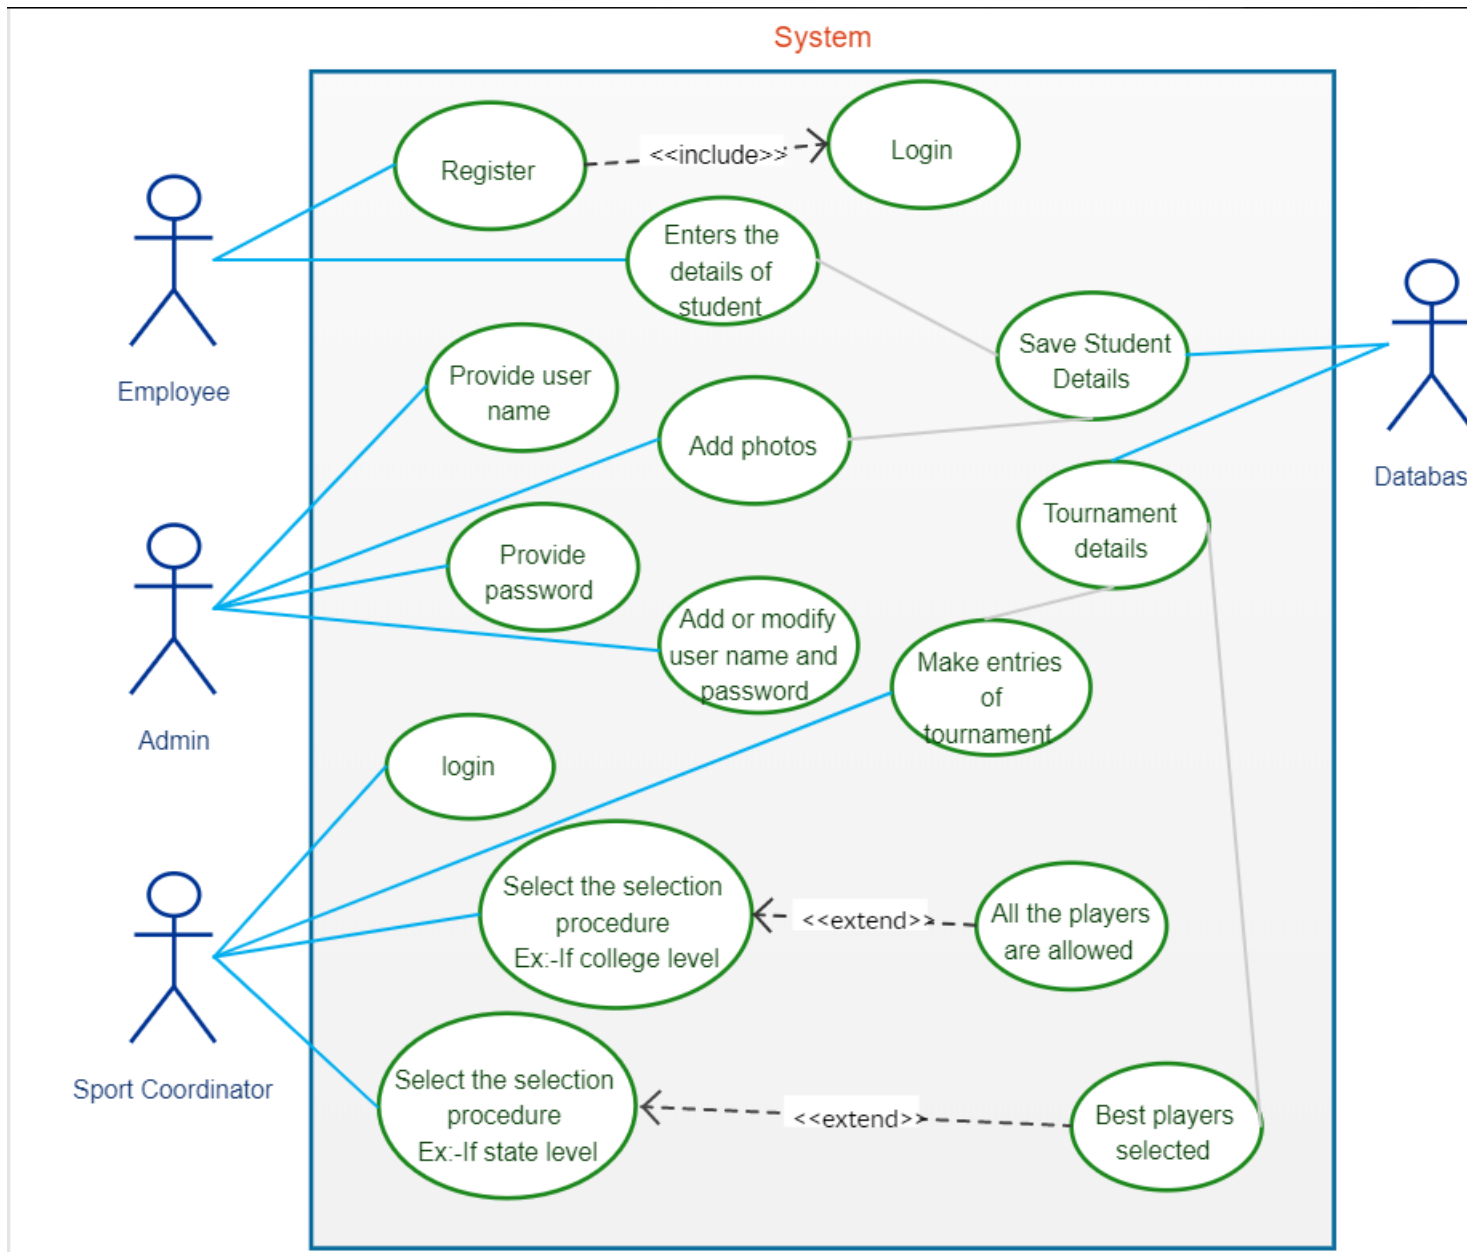 System
Register
<<include>>
Login
Enters the
details of
student
Save Student
Details
Employee
Provide user
name
Add photos
Databas
Tournament
details
Provide
password
Add or modify
user name and
password
Make entries
of
tournament
Admin
login
Select the selection
procedure
Ex:-If college level
<<extend>>
All the players
are allowed
Sport Coordinator
Select the selection
procedure
Ex:-If state level
<<extend>>
Best players
selected